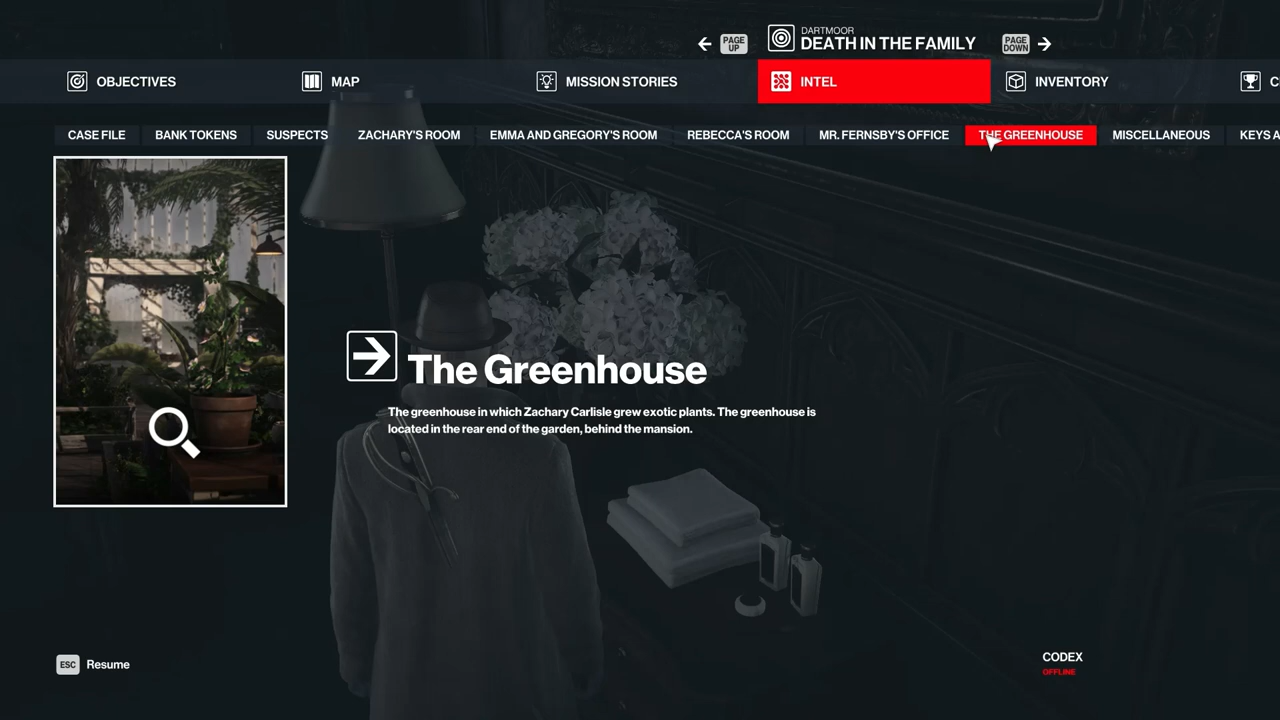 PAGE UP
DARTMOOR
DEATH IN THE FAMILY
PAGE DOWN
OBJECTIVES
MAP
MISSION STORIES
INTEL
INVENTORY
C
CASE FILE
BANK TOKENS
SUSPECTS
ZACHARY'S ROOM
EMMA AND GREGORY'S ROOM
REBECCA'S ROOM
MR. FERNSBY'S OFFICE
THE GREENHOUSE
MISCELLANEOUS
KEYS A
The Greenhouse
The greenhouse in which Zachary Carlisle grew exotic plants. The greenhouse is
located in the rear end of the garden, behind the mansion.
ESC Resume
CODEX
OFFLINE